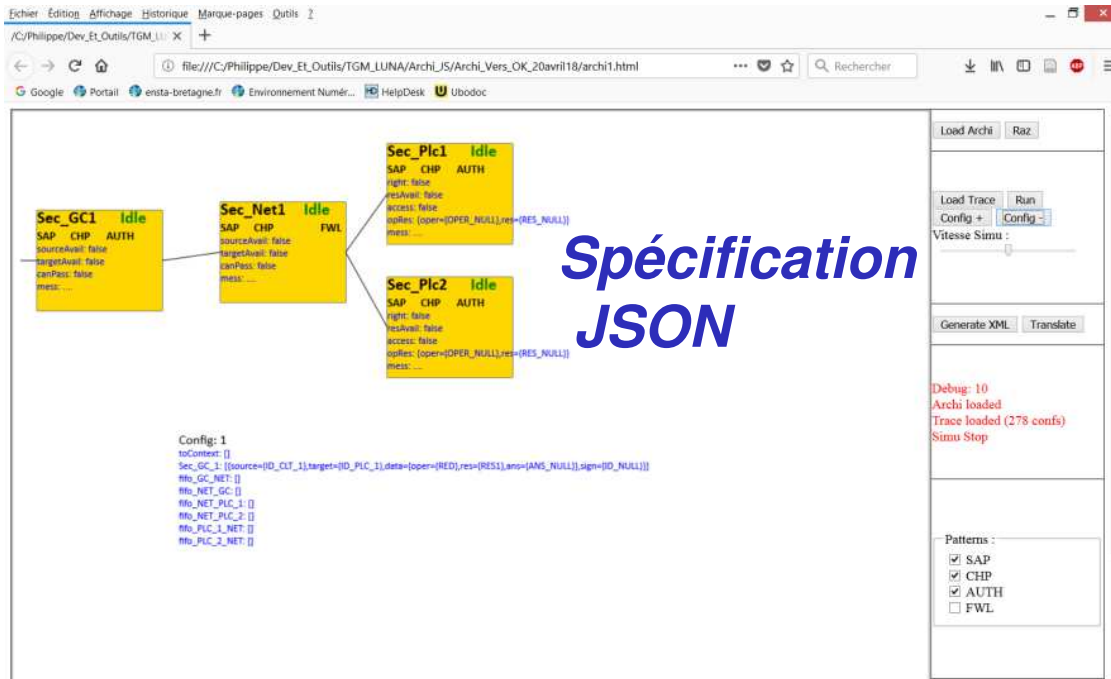 Fichier Édition Affichage Historique Marque-pages Outils ?
/C:/Philippe/Dev_Et_Outils/TGM_LU
file:///C:/Philippe/Dev_Et_Outils/TGM_LUNA/Archi_JS/Archi_Vers_OK_20avril18/archi1.html
Rechercher
Google Portail ensta-bretagne.fr Environnement Numér... HelpDesk Ubodoc
Sec_GC1 Idle
SAP CHP AUTH
sourceAvail: false
targetAvail: false
canPass: false
mess: ....
Sec_Net1 Idle
SAP CHP FWL
sourceAvail: false
targetAvail: false
canPass: false
mess: ....
Sec_Plc1 Idle
SAP CHP AUTH
right: false
resAvail: false
access: false
opRes: {oper={OPER_NULL},res={RES_NULL}}
mess: ....
Sec_Plc2 Idle
SAP CHP AUTH
right: false
resAvail: false
access: false
opRes: {oper={OPER_NULL},res={RES_NULL}}
mess: ....
Spécification
JSON
Config: 1
toContext: []
Sec_GC_1: [{source={ID_CLT_1},target={ID_PLC_1},data={oper={RED},res={RES1},ans={ANS_NULL}},sign={ID_NULL}}]
fifo_GC_NET: []
fifo_NET_GC: []
fifo_NET_PLC_1: []
fifo_NET_PLC_2: []
fifo_PLC_1_NET: []
fifo_PLC_2_NET: []
Load Archi Raz
Load Trace Run
Config + Config -
Vitesse Simu :
Generate XML Translate
Debug: 10
Archi loaded
Trace loaded (278 confs)
Simu Stop
Patterns :
SAP
CHP
AUTH
FWL